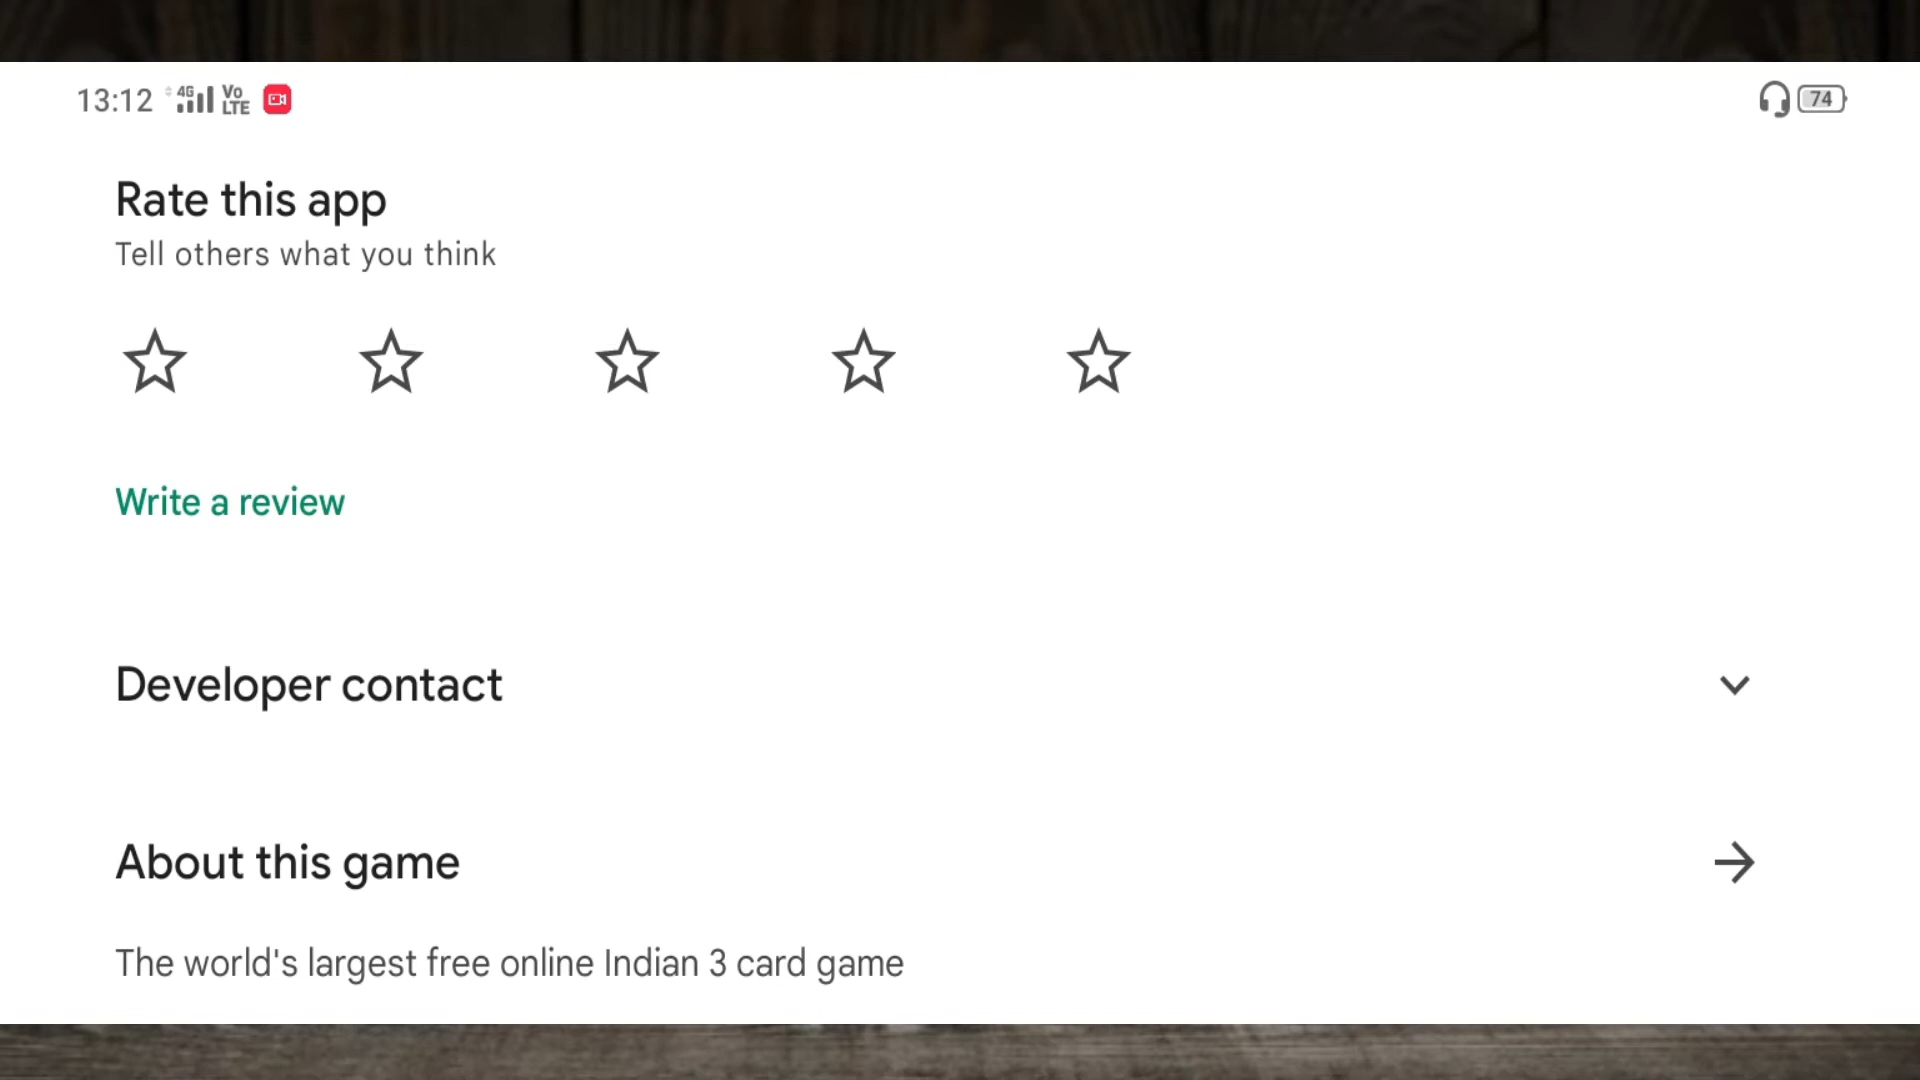 13:12 4G Vo LTE 74
Rate this app
Tell others what you think
Write a review
Developer contact
About this game
The world's largest free online Indian 3 card game